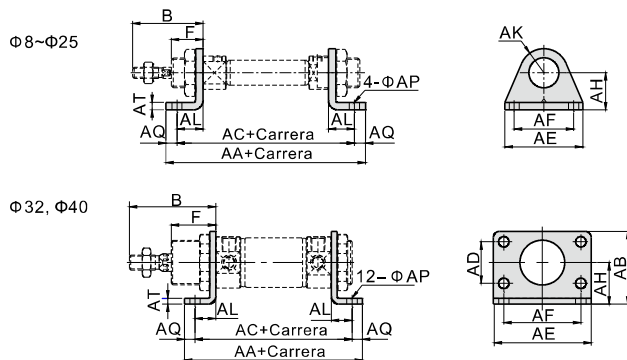 B
F
Φ8~Φ25
AK
4-ΦAP
AT
AL
AL
AH
AQ
AC+Carrera
AQ
AF
AA+Carrera
AE
Φ32, Φ40
B
F
12-ΦAP
AD
AH
AB
AT
AL
AL
AQ
AC+Carrera
AQ
AF
AA+Carrera
AE